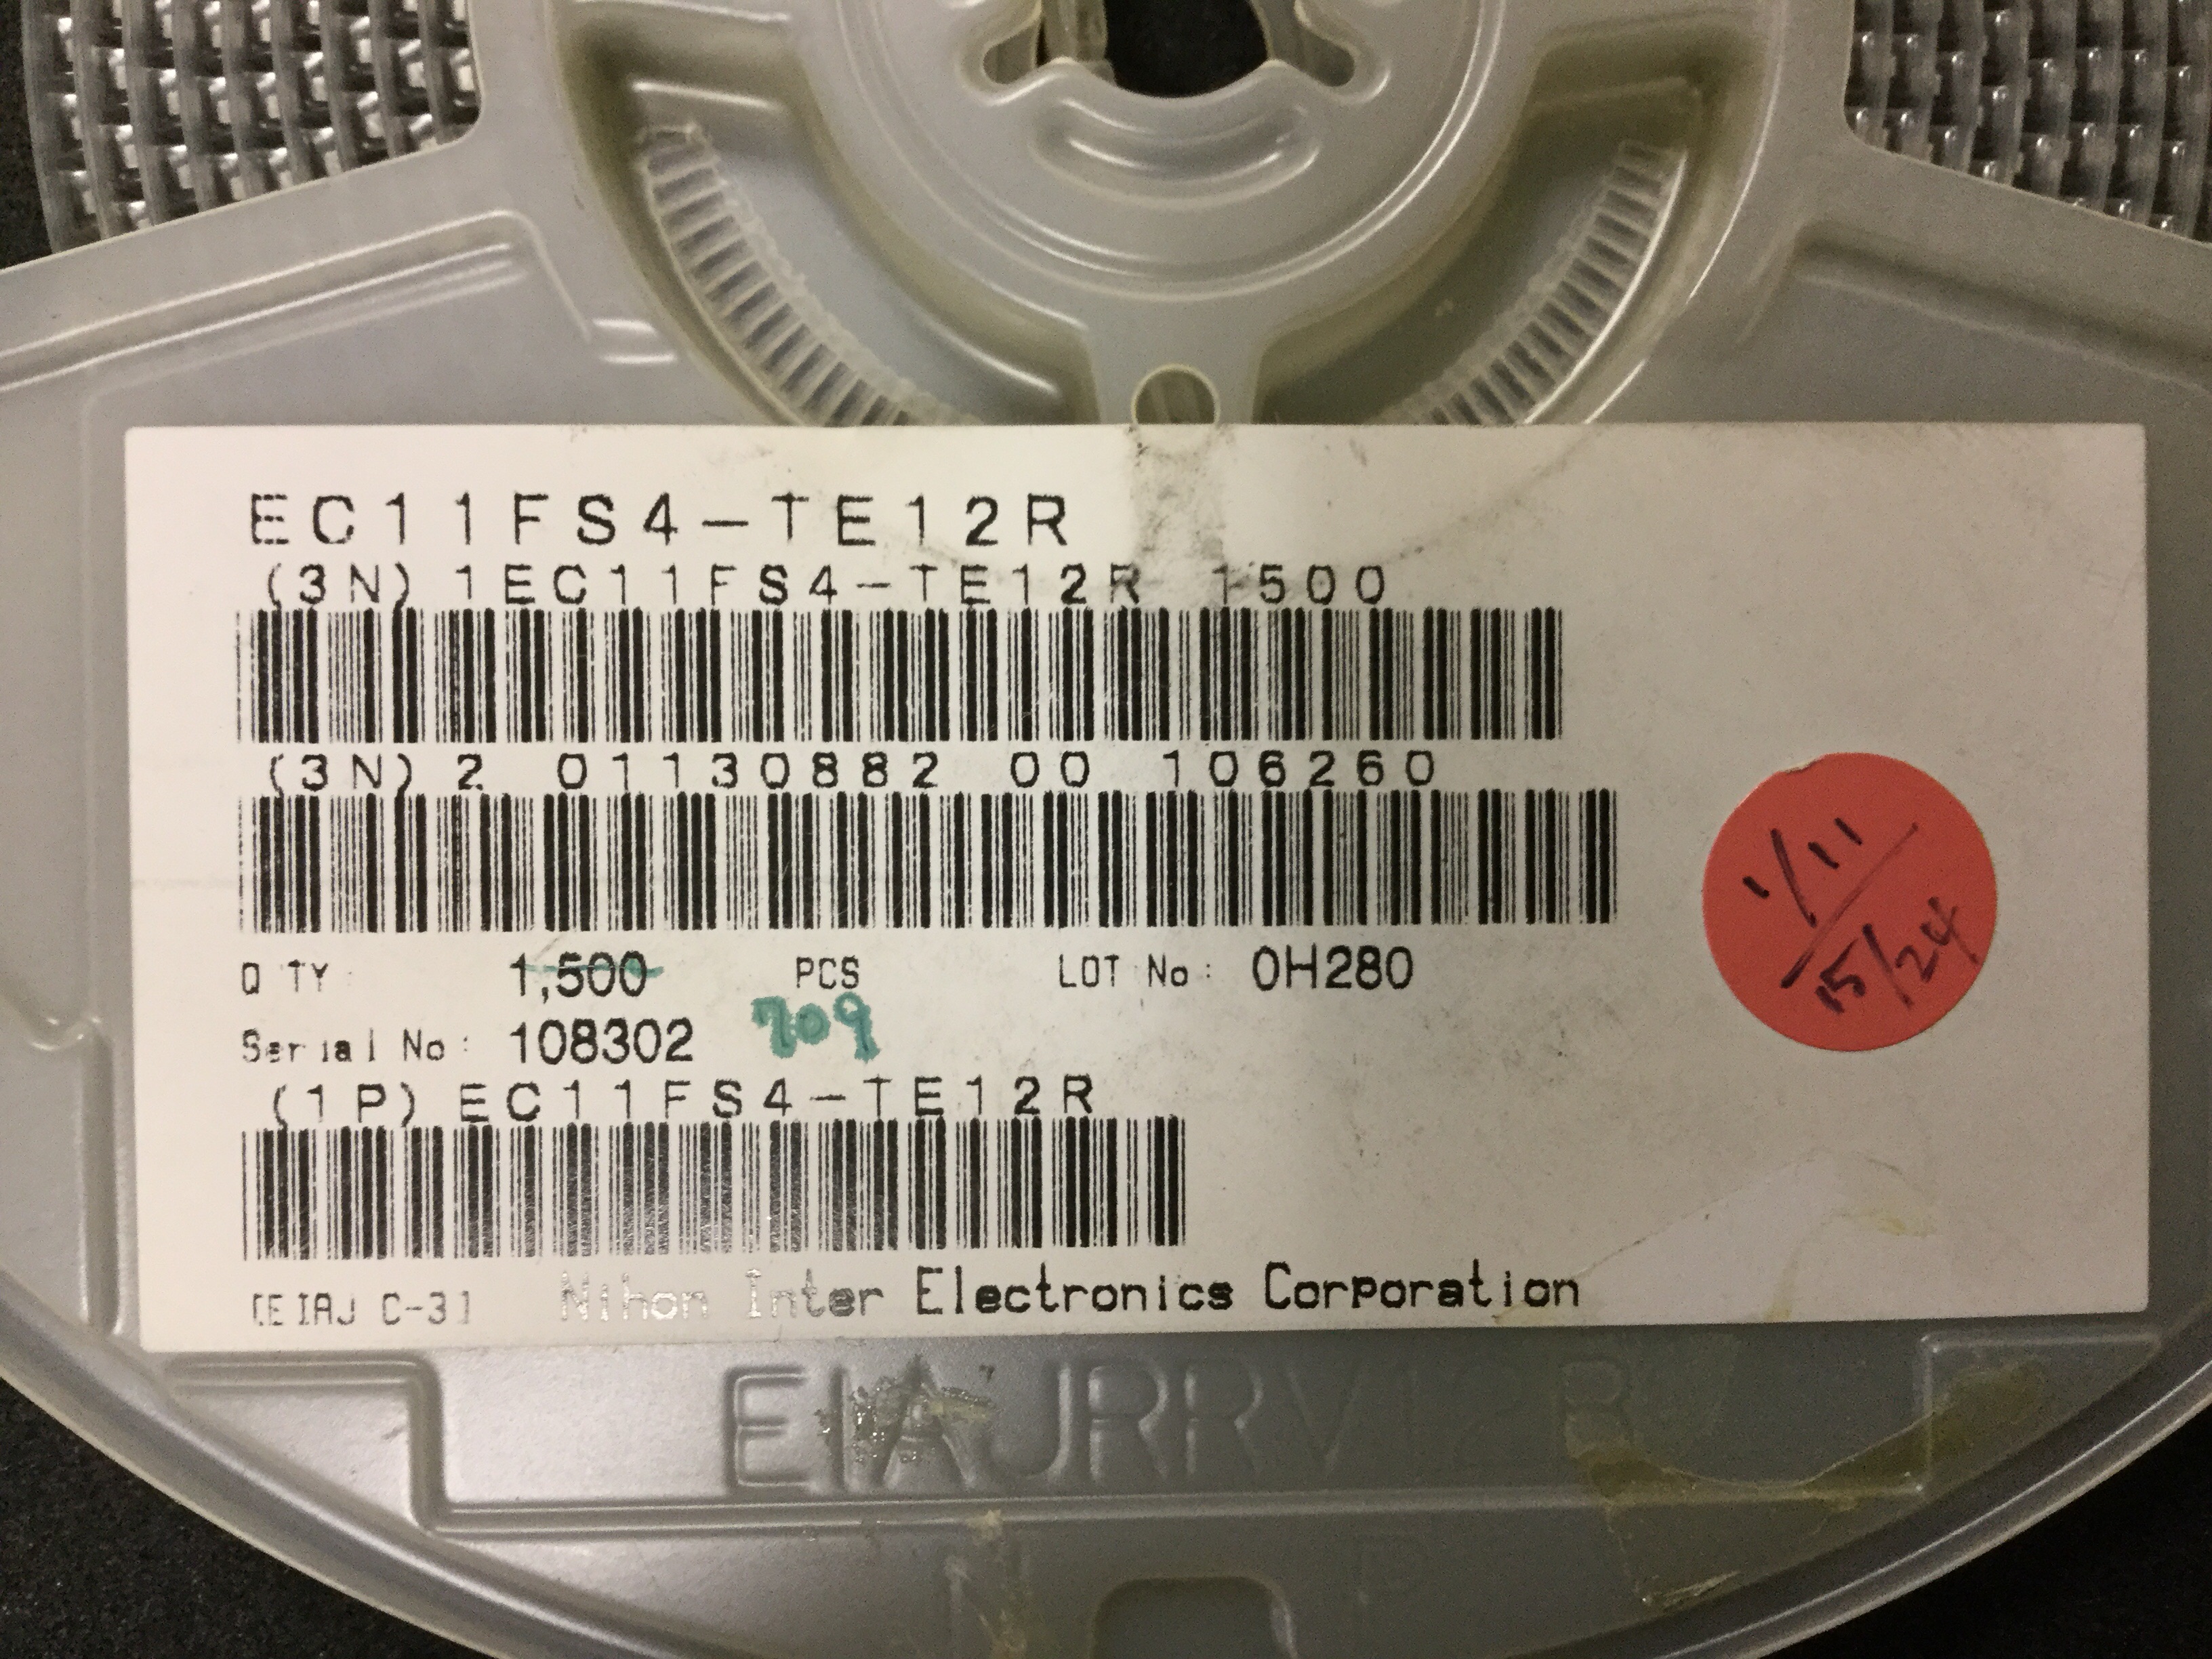 EC11FS4-TE12R
(3N) 1EC11FS4-TE12R 1500
(3N) 2 01130882 00 106260
Q TY: 1,500 PCS LOT No: 0H280
709
Serial No: 108302
(1P) EC11FS4-TE12R
[EIAJ C-3] Nihon Inter Electronics Corporation
1/11
15/24
EIAJRRV12B